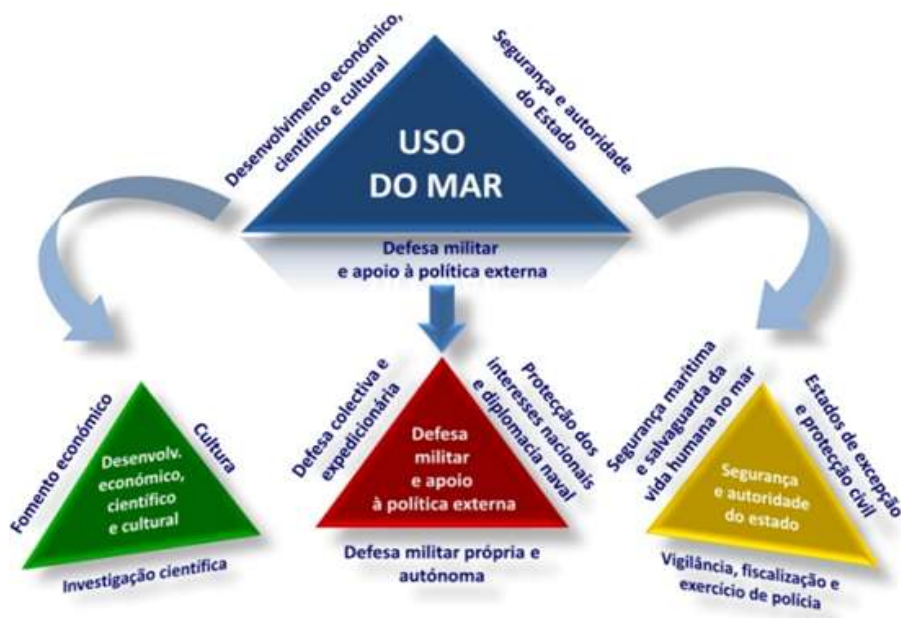 Desenvolvimento económico,
científico e cultural
Segurança e autoridade
do Estado
USO
DO MAR
Defesa militar
e apoio à política externa
Fomento económico
Cultura
Desenvolv.
económico,
científico
e cultural
Investigação científica
Defesa colectiva e
expedicionária
Protecção dos
interesses nacionais
e diplomacia naval
Defesa
militar
e apoio
à política externa
Defesa militar própria e
autónoma
Segurança marítima
e salvaguarda da
vida humana no mar
Estados de excepção
e protecção civil
Segurança
e autoridade
do estado
Vigilância, fiscalização e
exercício de polícia